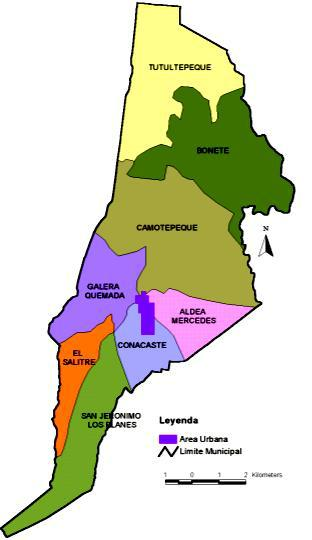 TUTULTEPEQUE
BONETE
CAMOTEPEQUE
N
GALERA
QUEMADA
ALDEA
MERCEDES
CONACASTE
EL
SALITRE
SAN JERONIMO
LOS PLANES
Leyenda
Area Urbana
Limite Municipal
1 0 1 2 Kilometers